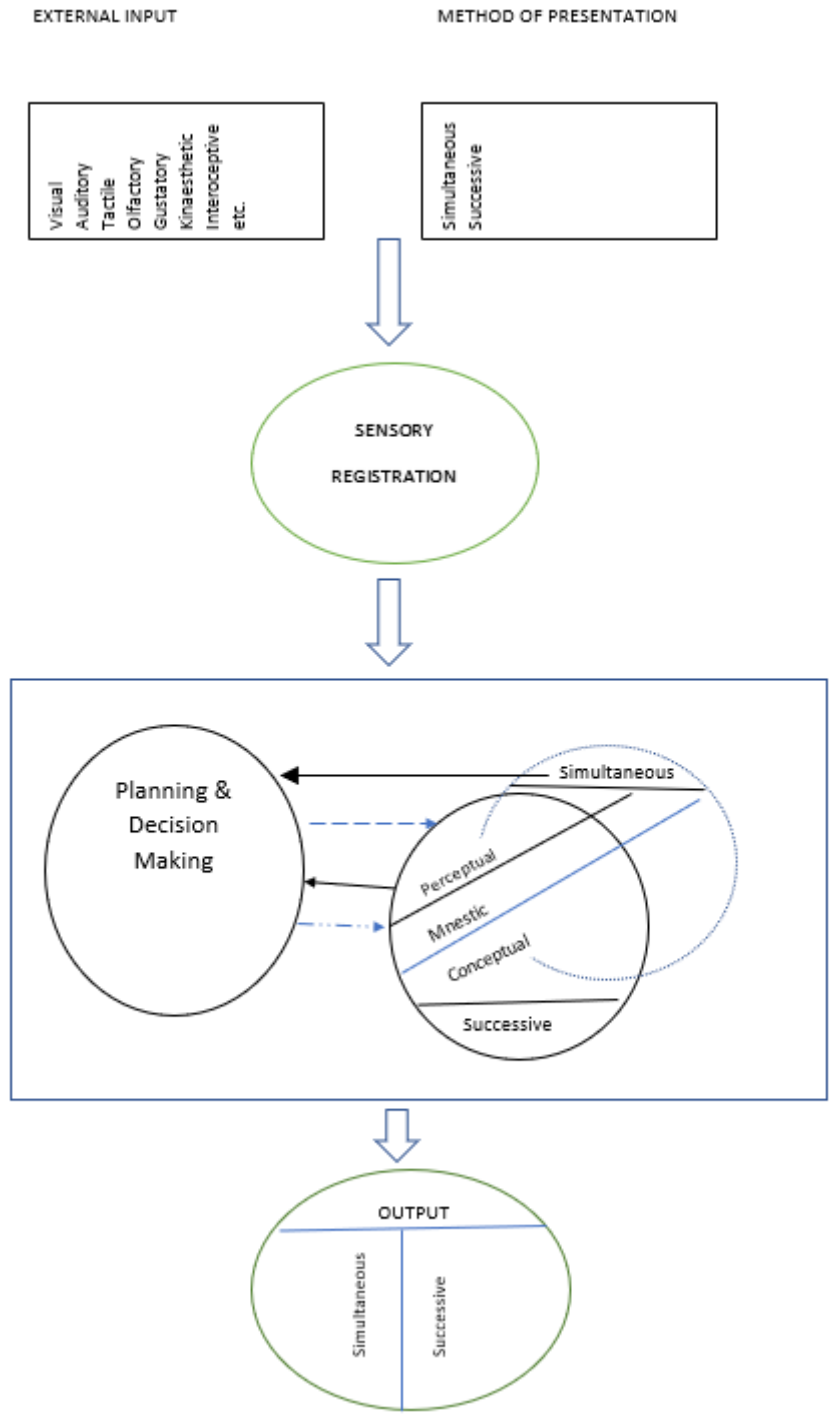 EXTERNAL INPUT
METHOD OF PRESENTATION
Visual
Auditory
Tactile
Olfactory
Gustatory
Kinaesthetic
Interoceptive
etc.
Simultaneous
Successive
SENSORY
REGISTRATION
Planning &
Decision
Making
Simultaneous
Perceptual
Mnestic
Conceptual
Successive
OUTPUT
Simultaneous
Successive